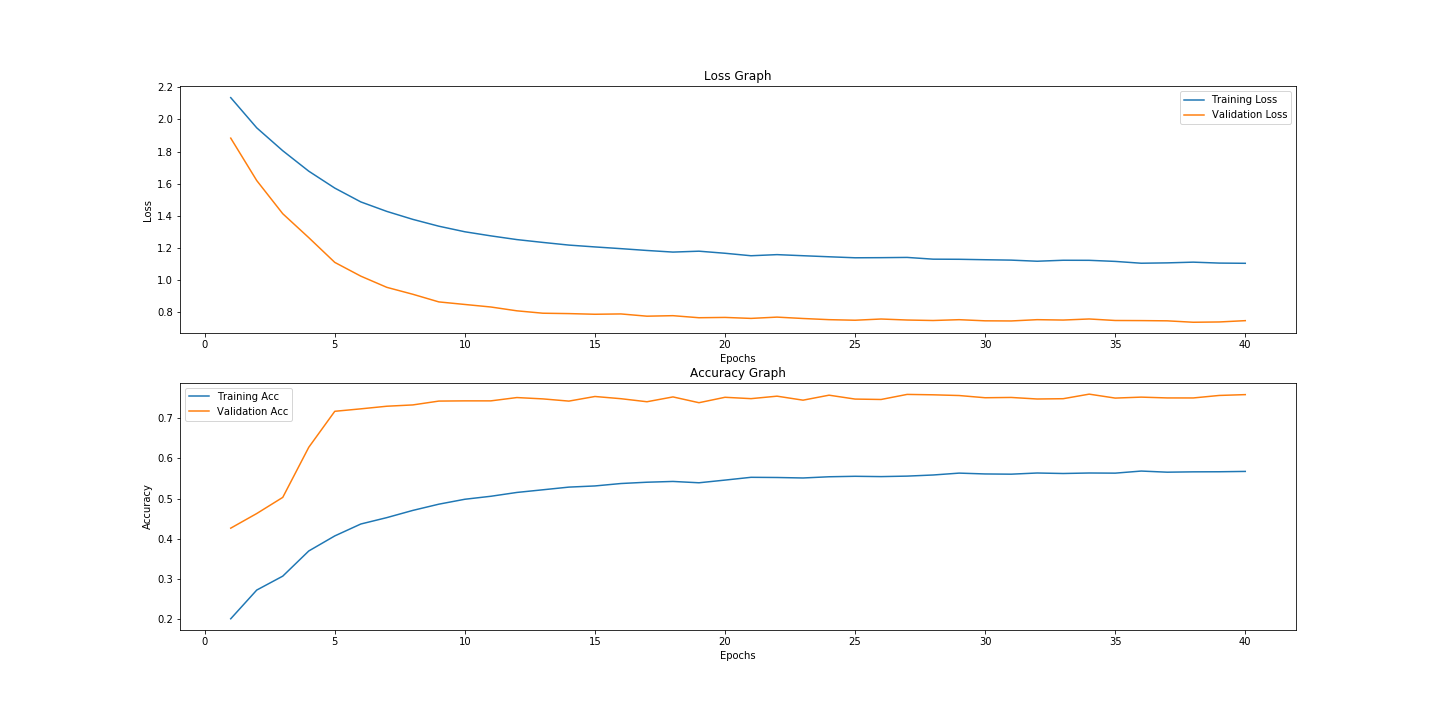 Loss Graph
2.2
2.0
1.8
1.6
1.4
1.2
1.0
0.8
Loss
Training Loss
Validation Loss
0 5 10 15 20 25 30 35 40
Epochs
Accuracy Graph
0.7
0.6
0.5
0.4
0.3
0.2
Accuracy
Training Acc
Validation Acc
0 5 10 15 20 25 30 35 40
Epochs